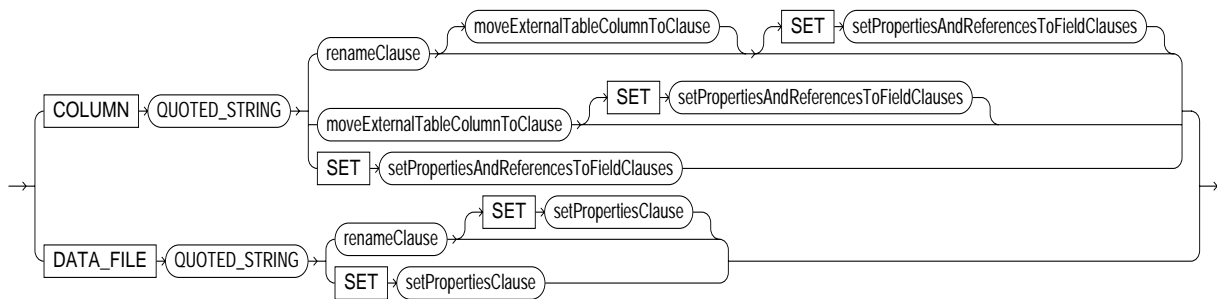 moveExternalTableColumnToClause SET setPropertiesAndReferencesToFieldClauses
renameClause
SET setPropertiesAndReferencesToFieldClauses
COLUMN QUOTED_STRING
moveExternalTableColumnToClause
SET setPropertiesAndReferencesToFieldClauses
SET setPropertiesClause
renameClause
DATA_FILE QUOTED_STRING
SET setPropertiesClause